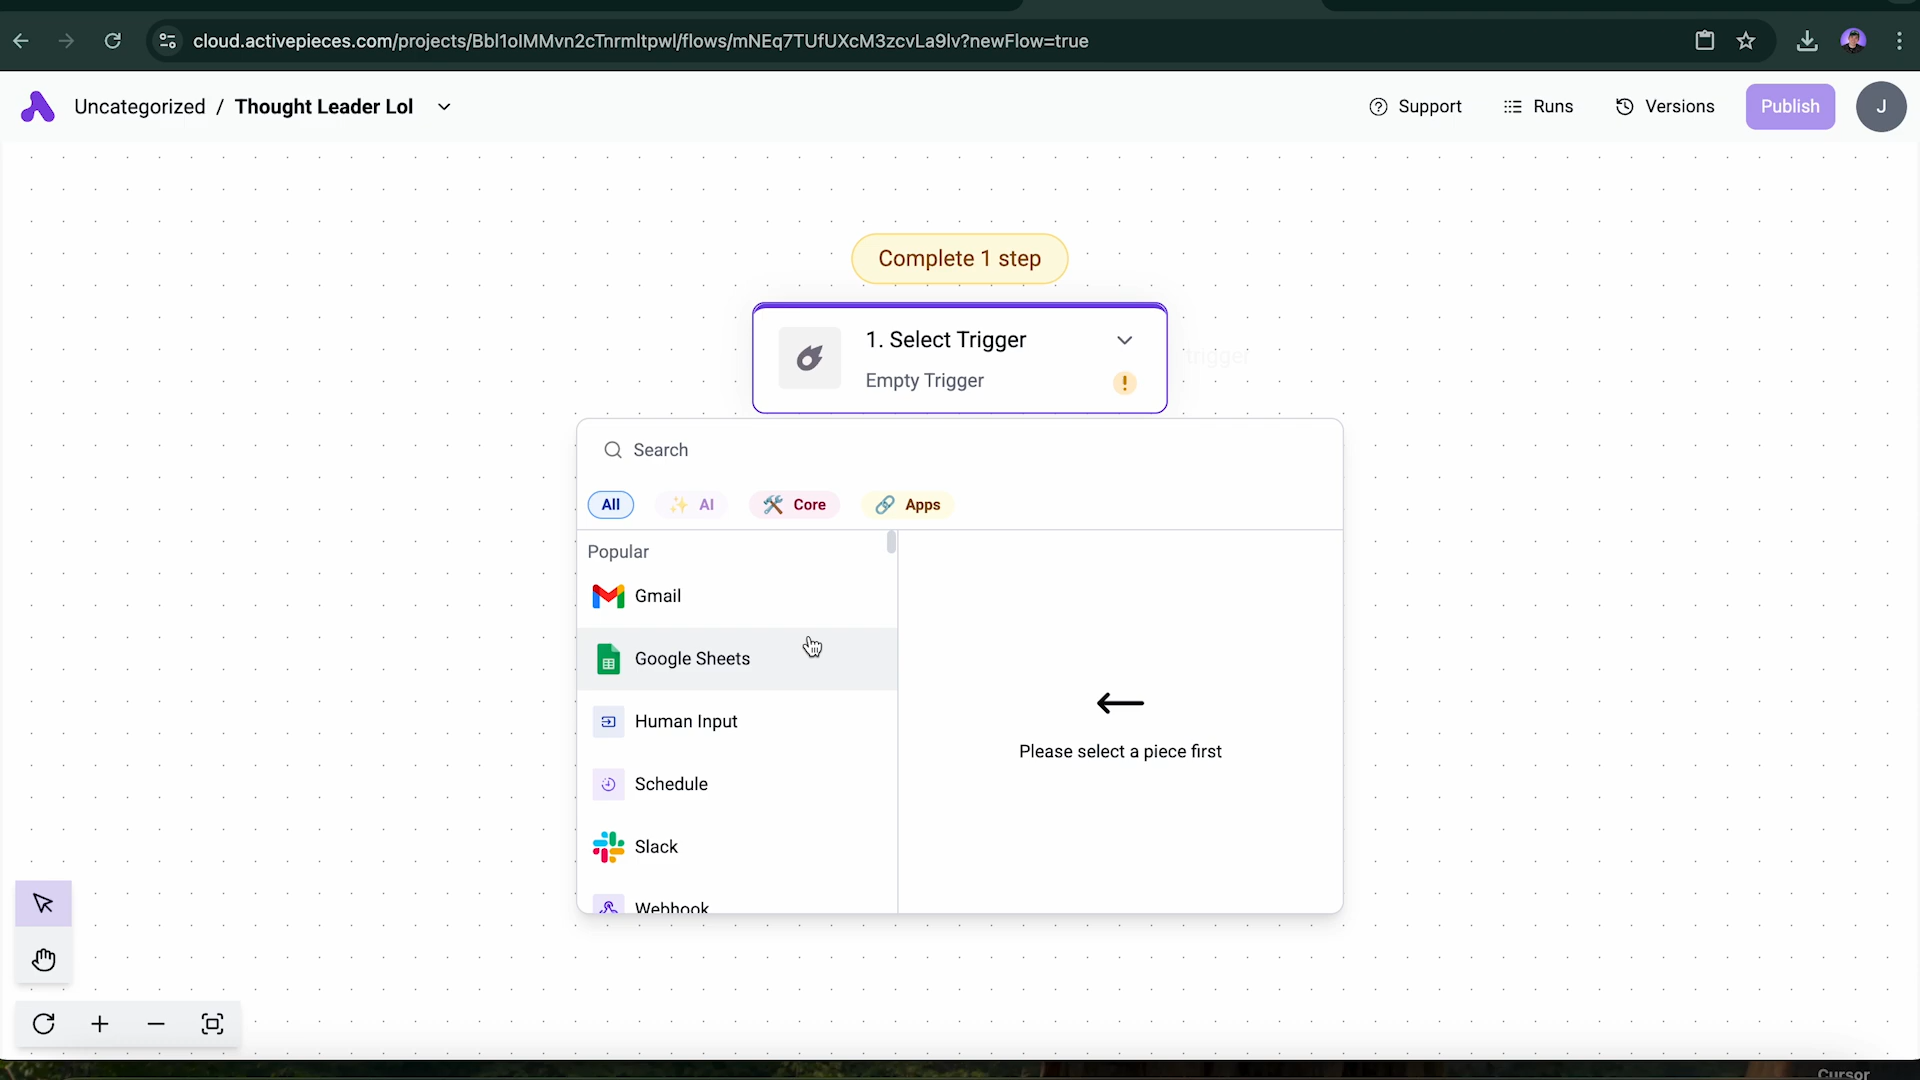 cloud.activepieces.com/projects/Bbl1olMMvn2cTnrmltpwl/flows/mNEq7TUfUXcM3zcvLa9lv?newFlow=true
Uncategorized / Thought Leader Lol
Support
Runs
Versions
Publish
J
Complete 1 step
1. Select Trigger
Empty Trigger
trigger
Search
All
AI
Core
Apps
Popular
Gmail
Google Sheets
Human Input
Schedule
Slack
Webhook
Please select a piece first
Cursor